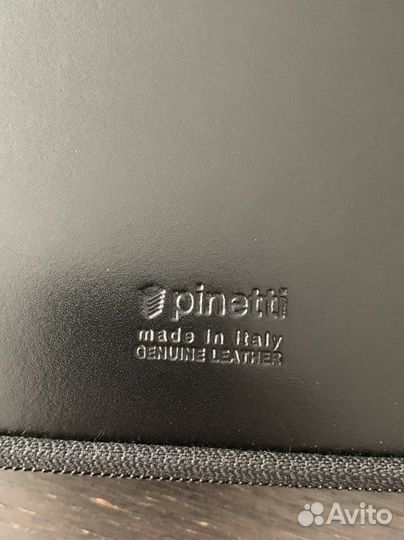 pinetti
made in italy
GENUINE LEATHER
Avito